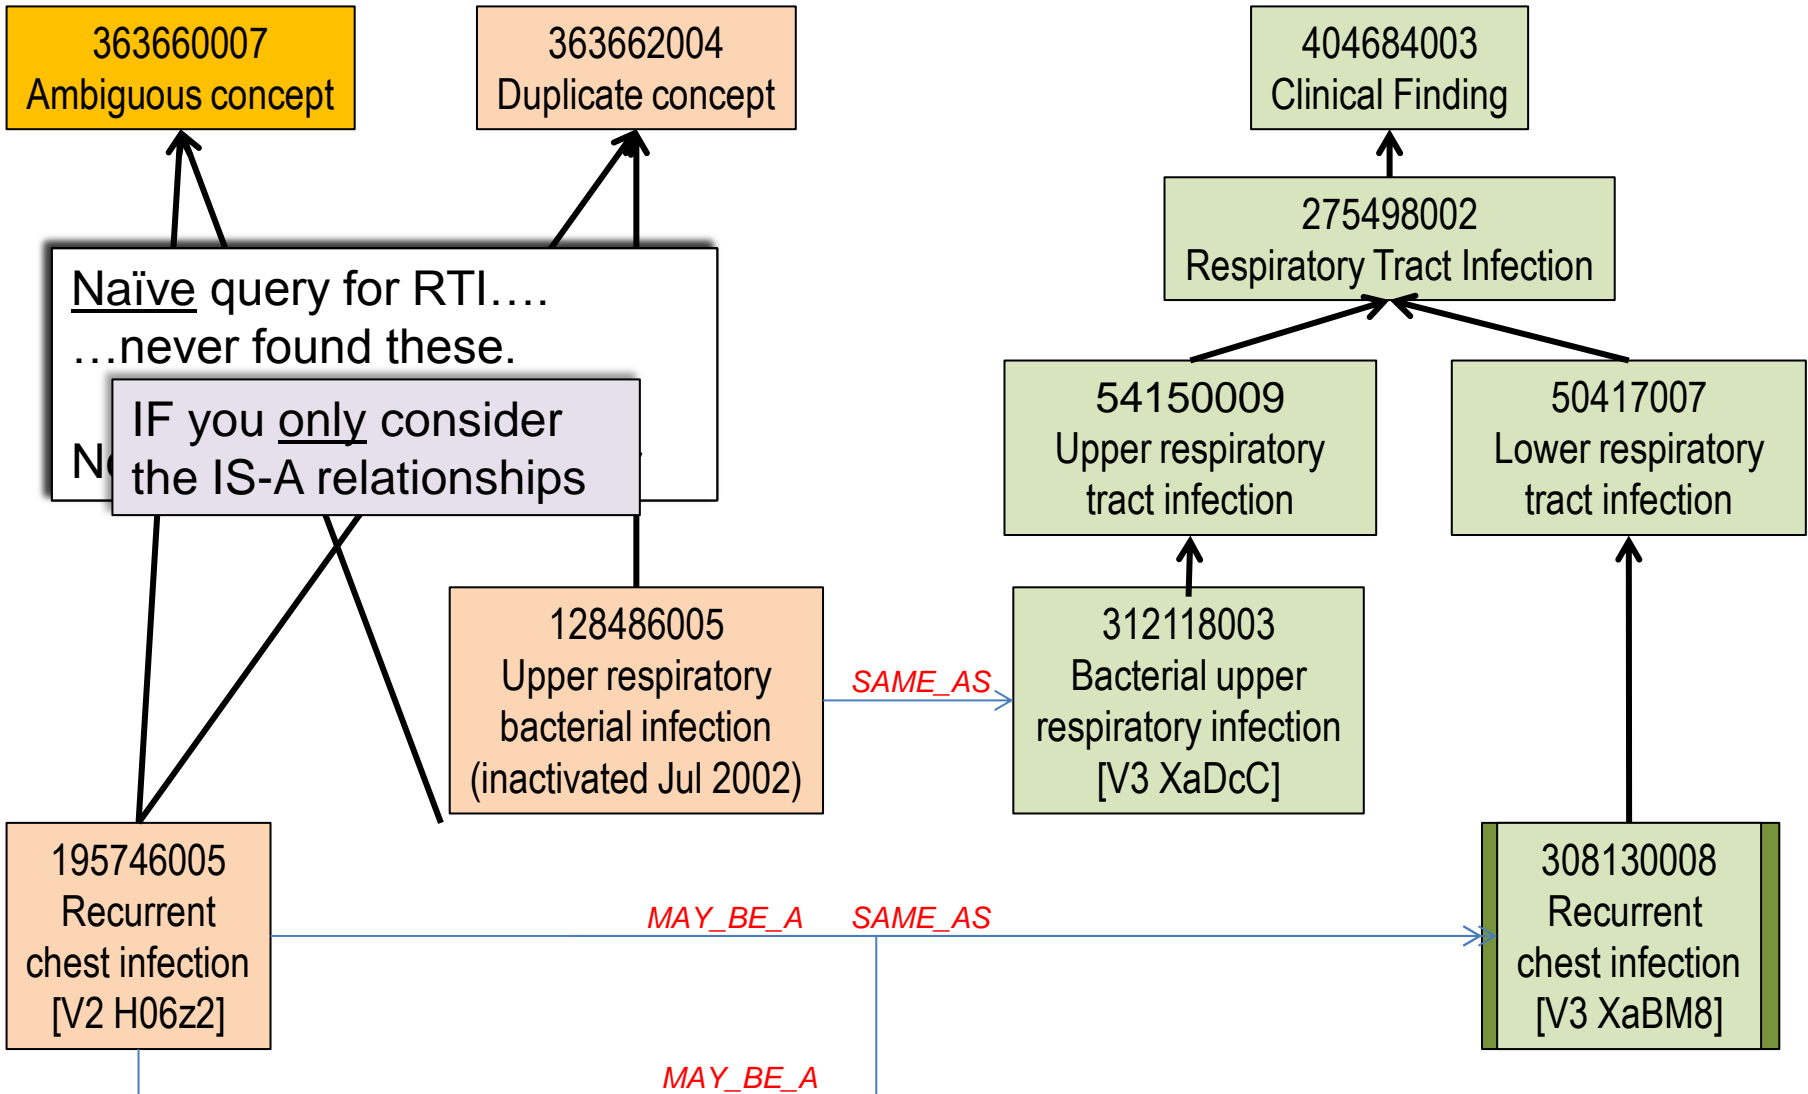 363660007
Ambiguous concept
363662004
Duplicate concept
404684003
Clinical Finding
275498002
Respiratory Tract Infection
Naïve query for RTI....
...never found these.
IF you only consider
the IS-A relationships
54150009
Upper respiratory
tract infection
50417007
Lower respiratory
tract infection
128486005
Upper respiratory
bacterial infection
(inactivated Jul 2002)
SAME_AS
312118003
Bacterial upper
respiratory infection
[V3 XaDcC]
195746005
Recurrent
chest infection
[V2 H06z2]
MAY_BE_A
SAME_AS
308130008
Recurrent
chest infection
[V3 XaBM8]
MAY_BE_A